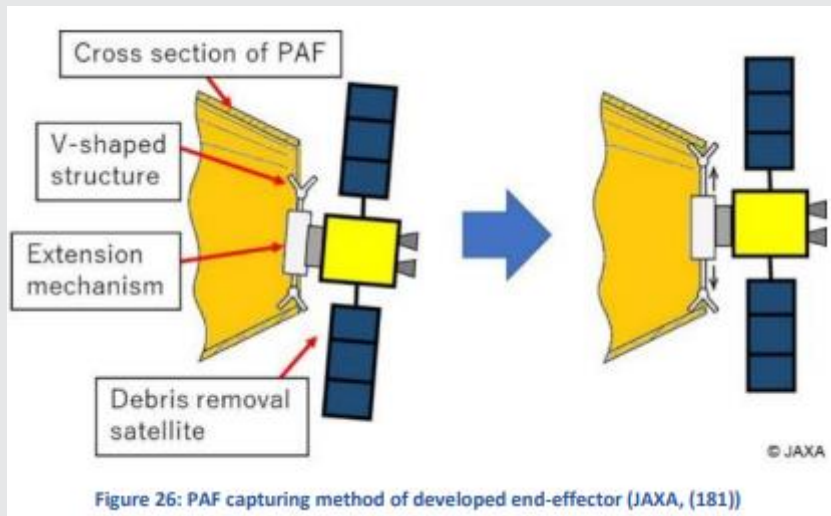 Cross section of PAF
V-shaped
structure
Extension
mechanism
Debris removal
satellite
© JAXA
Figure 26: PAF capturing method of developed end-effector (JAXA, (181))